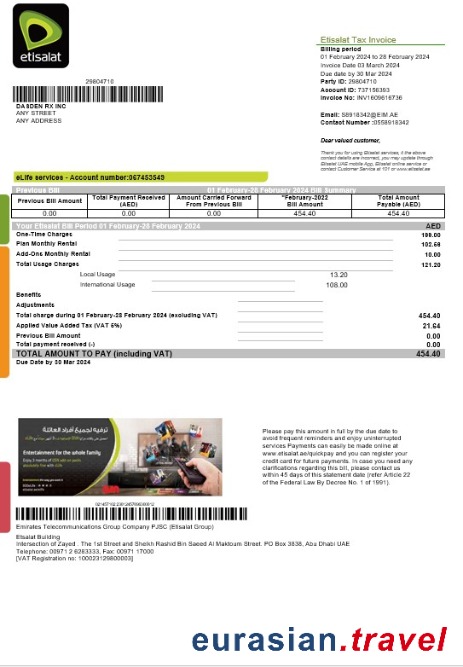 etisalat
Etisalat Tax Invoice
Billing period
01 February 2024 to 28 February 2024
Invoice Date 03 March 2024
Due date by 30 Mar 2024
Party ID: 29804710
Account ID: 737156393
Invoice No: INV1609616736
Email: S8918342@EIM.AE
Contact Number :0558918342
29804710
DASDEN RX INC
ANY STREET
ANY ADDRESS
Dear valued customer,
Thank you for using Etisalat services, if the above
contact details are incorrect, you may update through
Etisalat UAE mobile App, Etisalat online service or
contact Customer Service at 101 or www.etisalat.ae
eLife services - Account number:067453549
Previous Bill 01 February-28 February 2024 Bill Summary
Previous Bill Amount Total Payment Received (AED) Amount Carried Forward From Previous Bill "February-2022 Bill Amount Total Amount Payable (AED)
0.00 0.00 0.00 454.40 454.40
Your Etisalat Bill Period 01 February-28 February 2024 AED
One-Time Charges 199.00
Plan Monthly Rental 102.56
Add-Ons Monthly Rental 10.00
Total Usage Charges 121.20
Local Usage 13.20
International Usage 108.00
Benefits
Adjustments
Total charge during 01 February-28 February 2024 (excluding VAT) 454.40
Applied Value Added Tax (VAT 5%) 21.64
Previous Bill Amount 0.00
Total payment received (-) 0.00
TOTAL AMOUNT TO PAY (including VAT) 454.40
Due Date by 30 Mar 2024
ترفيه لجميع أفراد العائلة
Entertainment for the whole family
Please pay this amount in full by the due date to
avoid frequent reminders and enjoy uninterrupted
services Payments can easily be made online at
www.etisalat.ae/quickpay and you can register your
credit card for future payments. In case you need any
clarifications regarding this bill, please contact us
within 45 days of this statement date (refer Article 22
of the Federal Law By Decree No. 1 of 1991).
Emirates Telecommunications Group Company PJSC (Etisalat Group)
Etisalat Building
Intersection of Zayed . The 1st Street and Sheikh Rashid Bin Saeed Al Maktoum Street. PO Box 3838, Abu Dhabi UAE
Telephone: 00971 2 6283333, Fax: 00971 17000
[VAT Registration no: 100023129800003]
eurasian.travel